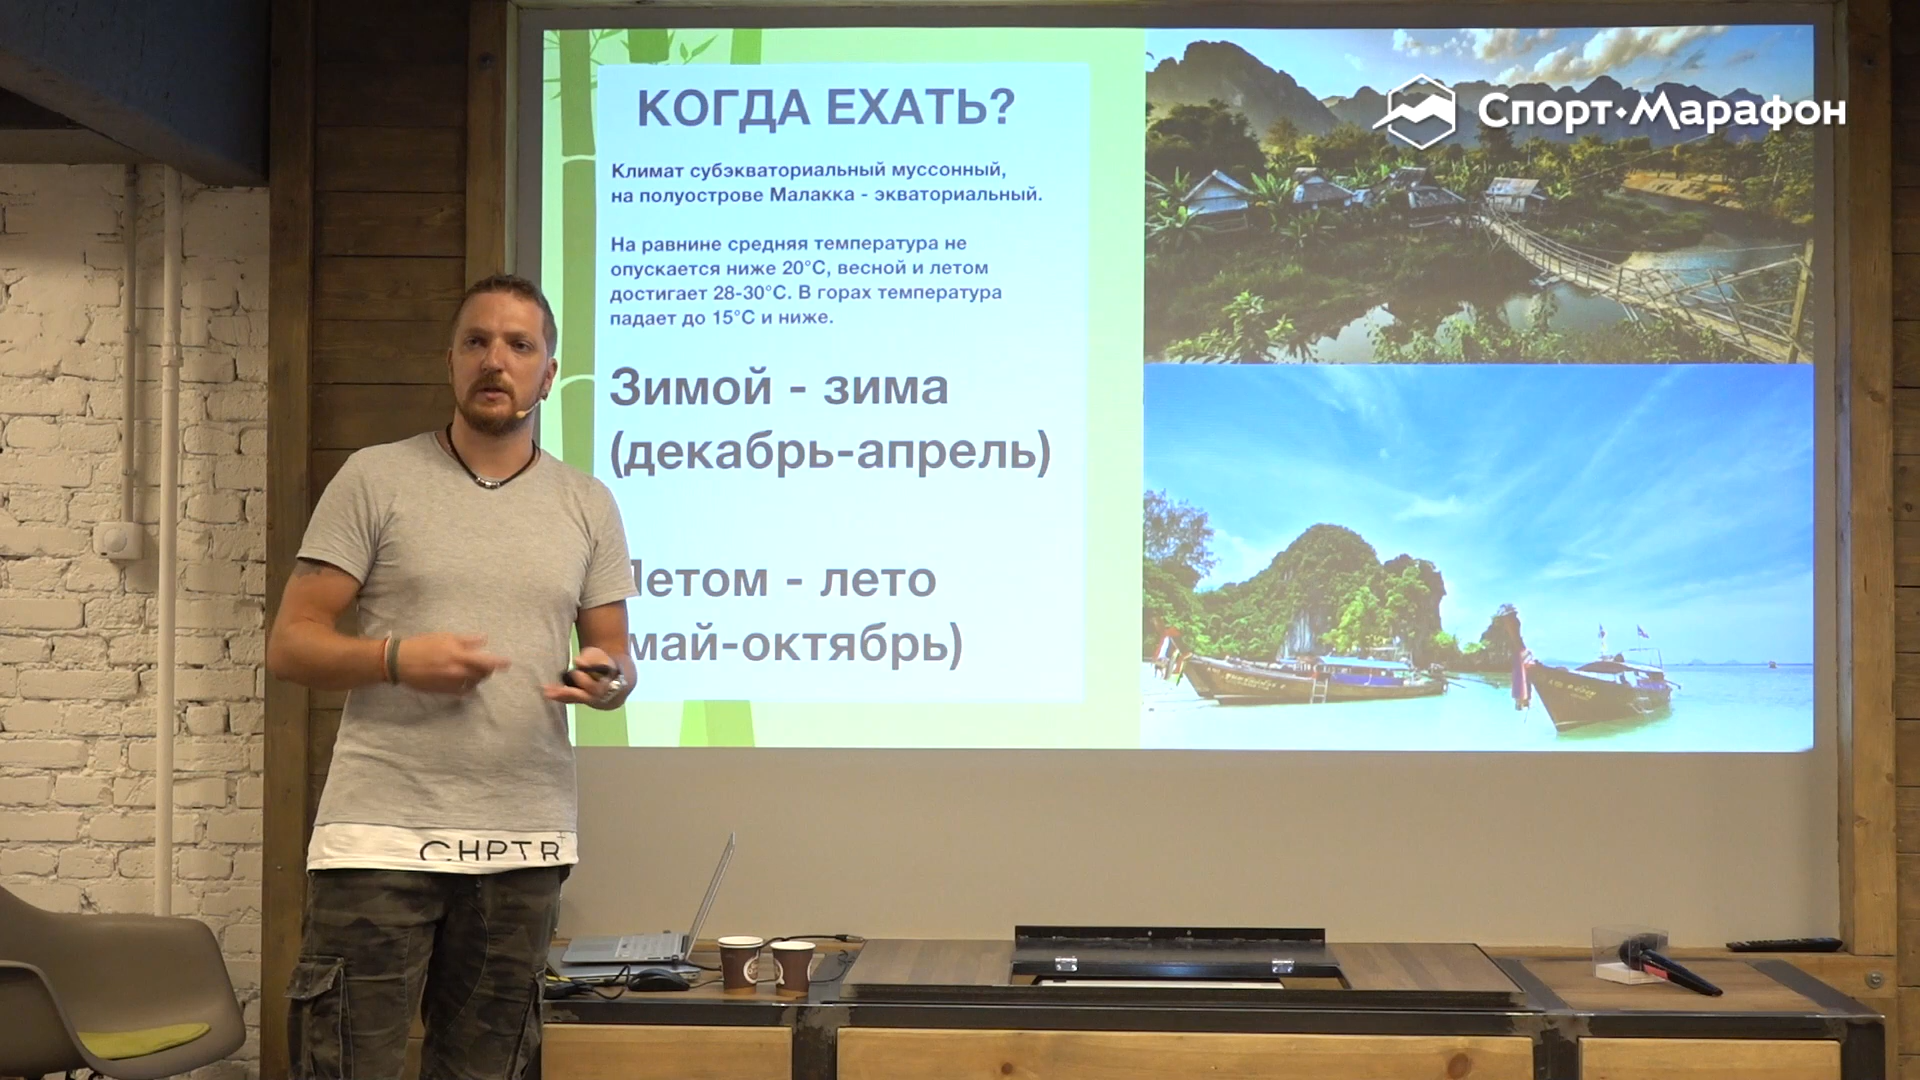 КОГДА ЕХАТЬ?
Климат субэкваториальный муссонный,
на полуострове Малакка - экваториальный.
На равнине средняя температура не
опускается ниже 20°С, весной и летом
достигает 28-30°С. В горах температура
падает до 15°С и ниже.
Зимой - зима
(декабрь-апрель)
Летом - лето
май-октябрь)
Спорт·Марафон
CHPTR